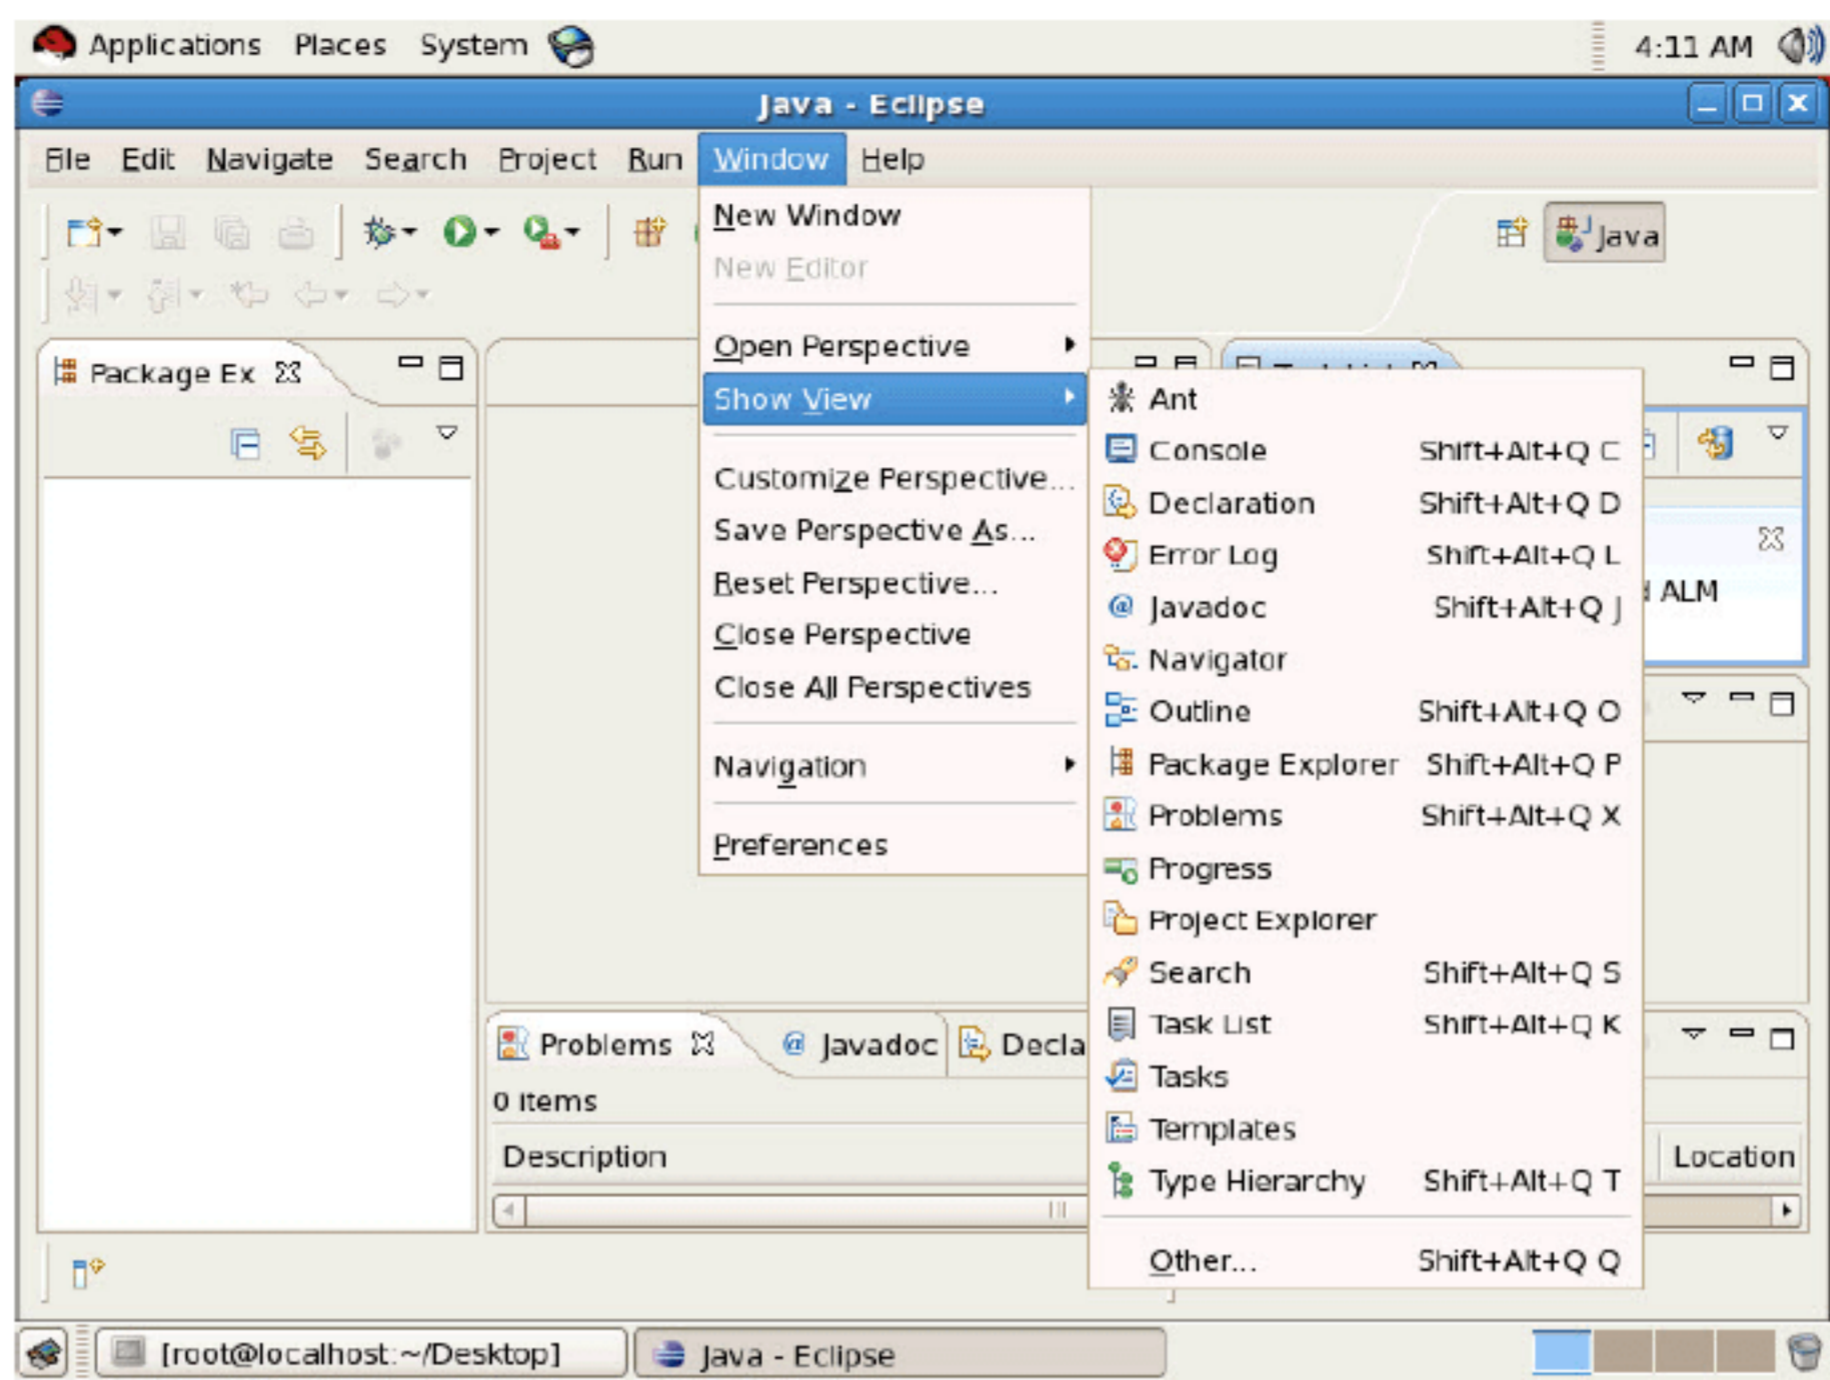 Applications Places System 4:11 AM
Java - Eclipse
File Edit Navigate Search Project Run Window Help
New Window
New Editor
Java
Open Perspective
Package Ex
Show View
Ant
Console Shift+Alt+Q C
Customize Perspective...
Declaration Shift+Alt+Q D
Save Perspective As...
Error Log Shift+Alt+Q L
Reset Perspective...
ALM
Javadoc Shift+Alt+Q J
Close Perspective
Navigator
Close All Perspectives
Outline Shift+Alt+Q O
Navigation
Package Explorer Shift+Alt+Q P
Problems Shift+Alt+Q X
Preferences
Progress
Project Explorer
Search Shift+Alt+Q S
Task List Shift+Alt+Q K
Problems Javadoc Decla
Tasks
0 items
Templates
Description Location
Type Hierarchy Shift+Alt+Q T
Other... Shift+Alt+Q Q
[root@localhost:~/Desktop] Java - Eclipse